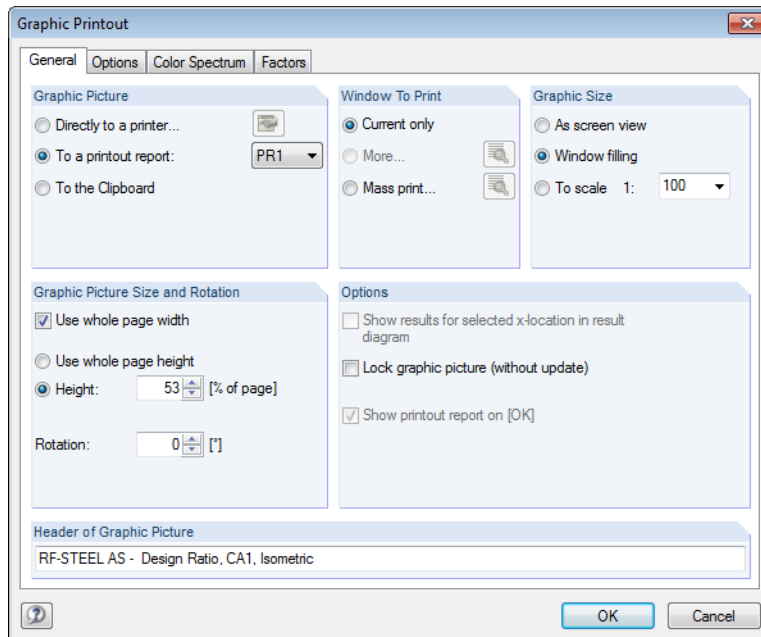 Graphic Printout
General Options Color Spectrum Factors
Graphic Picture
Directly to a printer...
To a printout report: PR1
To the Clipboard
Window To Print
Current only
More...
Mass print...
Graphic Size
As screen view
Window filling
To scale 1: 100
Graphic Picture Size and Rotation
Use whole page width
Use whole page height
Height: 53 [% of page]
Rotation: 0 [°]
Options
Show results for selected x-location in result
diagram
Lock graphic picture (without update)
Show printout report on [OK]
Header of Graphic Picture
RF-STEEL AS - Design Ratio, CA1, Isometric
OK Cancel